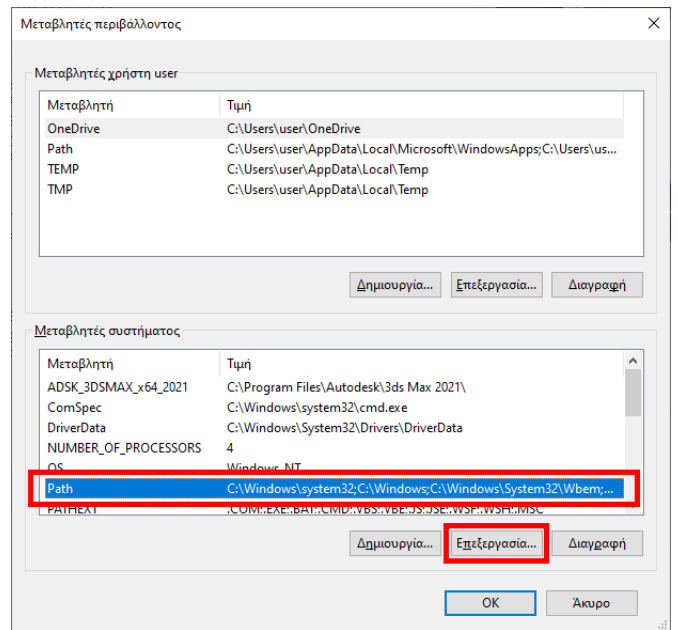 Μεταβλητές περιβάλλοντος
Μεταβλητές χρήστη user
Μεταβλητή Τιμή
OneDrive C:\Users\user\OneDrive
Path C:\Users\user\AppData\Local\Microsoft\WindowsApps;C:\Users\us...
TEMP C:\Users\user\AppData\Local\Temp
TMP C:\Users\user\AppData\Local\Temp
Δημιουργία... Επεξεργασία... Διαγραφή
Μεταβλητές συστήματος
Μεταβλητή Τιμή
ADSK_3DSMAX_x64_2021 C:\Program Files\Autodesk\3ds Max 2021\
ComSpec C:\Windows\system32\cmd.exe
DriverData C:\Windows\System32\Drivers\DriverData
NUMBER_OF_PROCESSORS 4
OS Windows_NT
Path C:\Windows\system32;C:\Windows;C:\Windows\System32\Wbem;...
PATHEXT .COM;.EXE;.BAT;.CMD;.VBS;.VBE;.JS;.JSE;.WSF;.WSH;.MSC
Δημιουργία... Επεξεργασία... Διαγραφή
OK Άκυρο